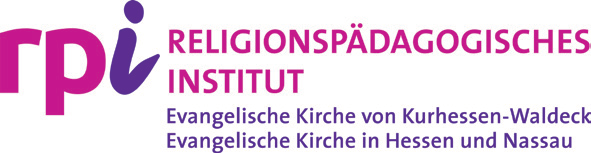 rpi
RELIGIONSPÄDAGOGISCHES
INSTITUT
Evangelische Kirche von Kurhessen-Waldeck
Evangelische Kirche in Hessen und Nassau